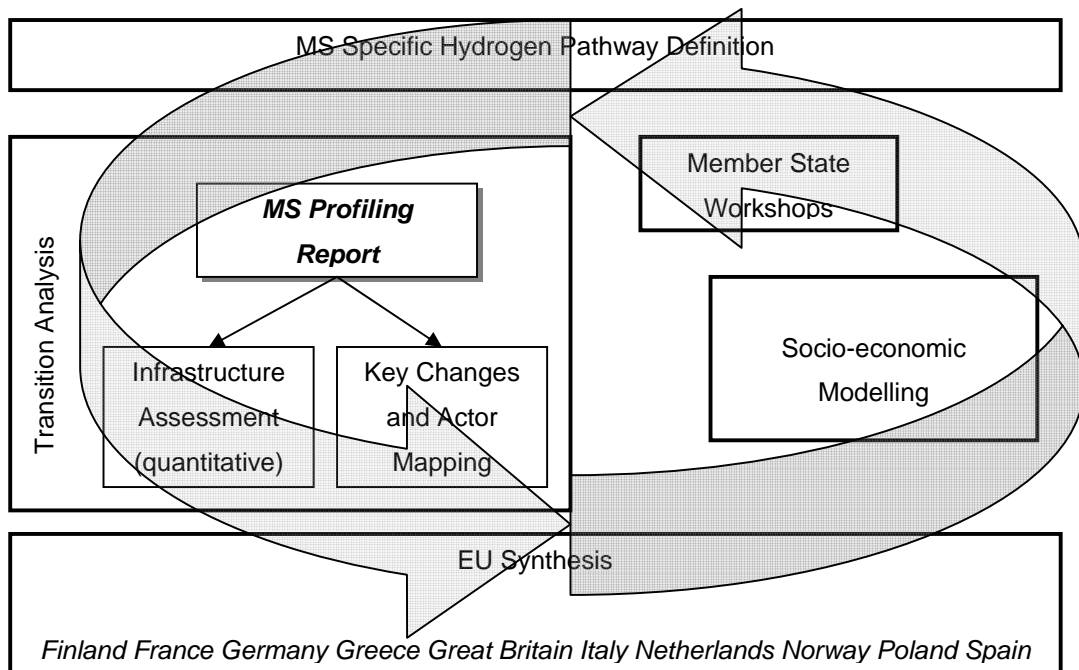 MS Specific Hydrogen Pathway Definition
Transition Analysis
MS Profiling
Report
Infrastructure
Assessment
(quantitative)
Key Changes
and Actor
Mapping
Member State
Workshops
Socio-economic
Modelling
EU Synthesis
Finland France Germany Greece Great Britain Italy Netherlands Norway Poland Spain